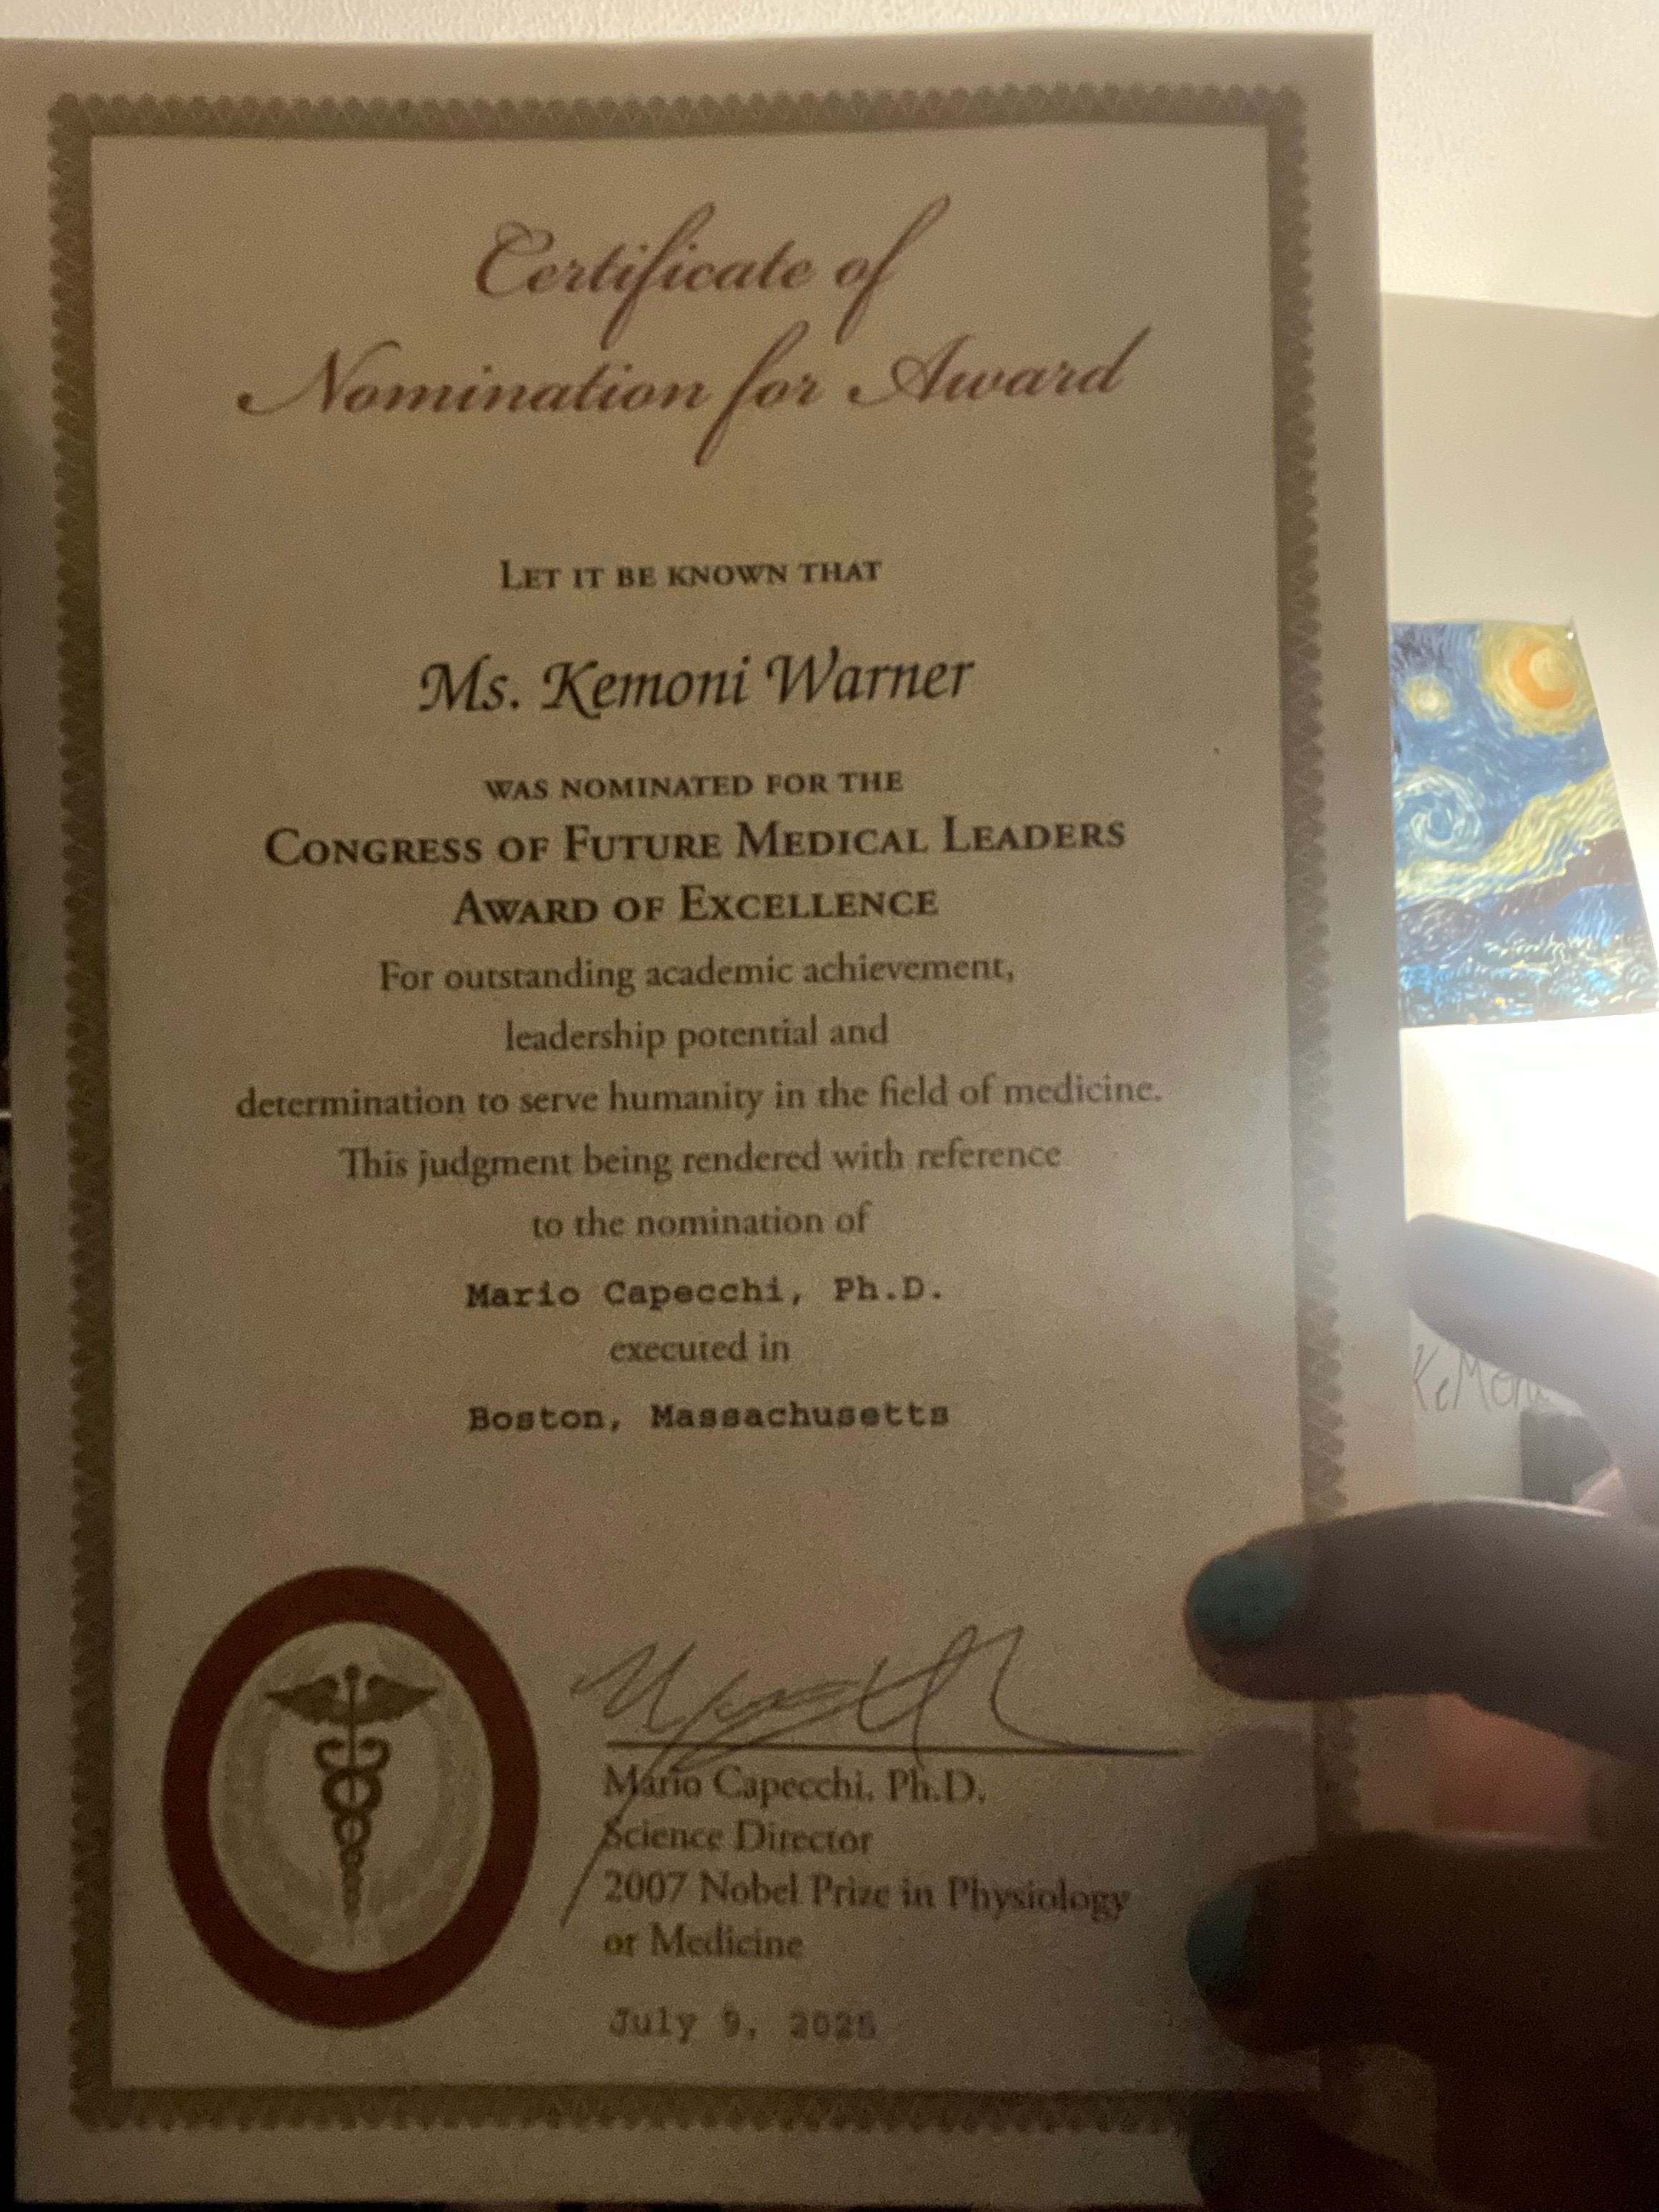 Certificate of
Nomination for Award
LET IT BE KNOWN THAT
Ms. Kemoni Warner
WAS NOMINATED FOR THE
CONGRESS OF FUTURE MEDICAL LEADERS
AWARD OF EXCELLENCE
For outstanding academic achievement,
leadership potential and
determination to serve humanity in the field of medicine.
This judgment being rendered with reference
to the nomination of
Mario Capecchi, Ph.D.
executed in
Boston, Massachusetts
Mario Capecchi, Ph.D.
Science Director
2007 Nobel Prize in Physiology
or Medicine
July 9, 2025